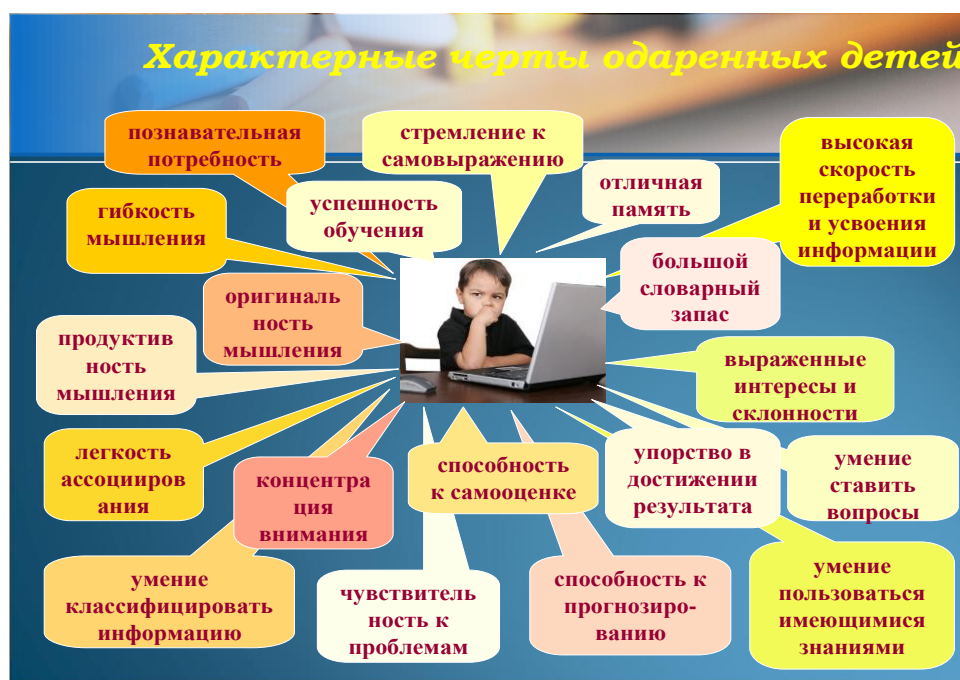 Характерные черты одаренных детей
познавательная
потребность
стремление к
самовыражению
высокая
скорость
переработки
и усвоения
информации
отличная
память
гибкость
мышления
успешность
обучения
большой
словарный
запас
оригиналь
ность
мышления
продуктив
ность
мышления
выраженные
интересы и
склонности
легкость
ассоцииров
ания
концентра
ция
внимания
способность
к самооценке
упорство в
достижении
результата
умение
ставить
вопросы
умение
классифицировать
информацию
чувствитель
ность к
проблемам
способность к
прогнозиро-
ванию
умение
пользоваться
имеющимися
знаниями